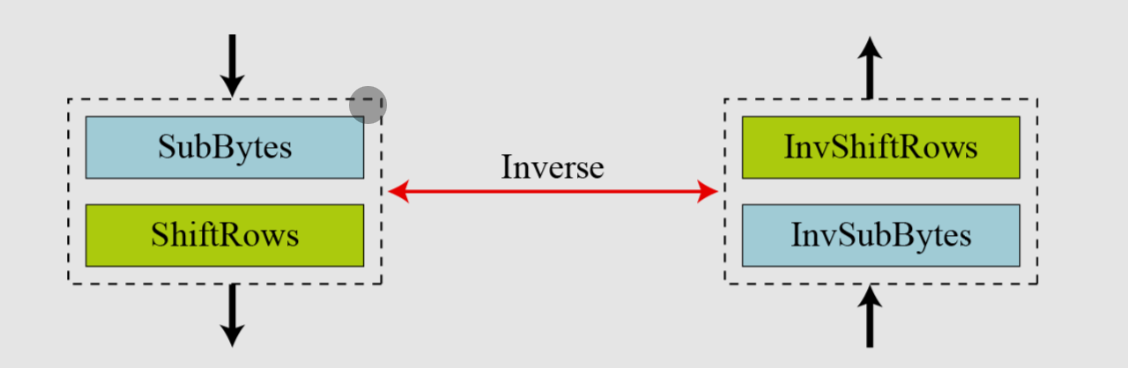 SubBytes
ShiftRows
Inverse
InvShiftRows
InvSubBytes